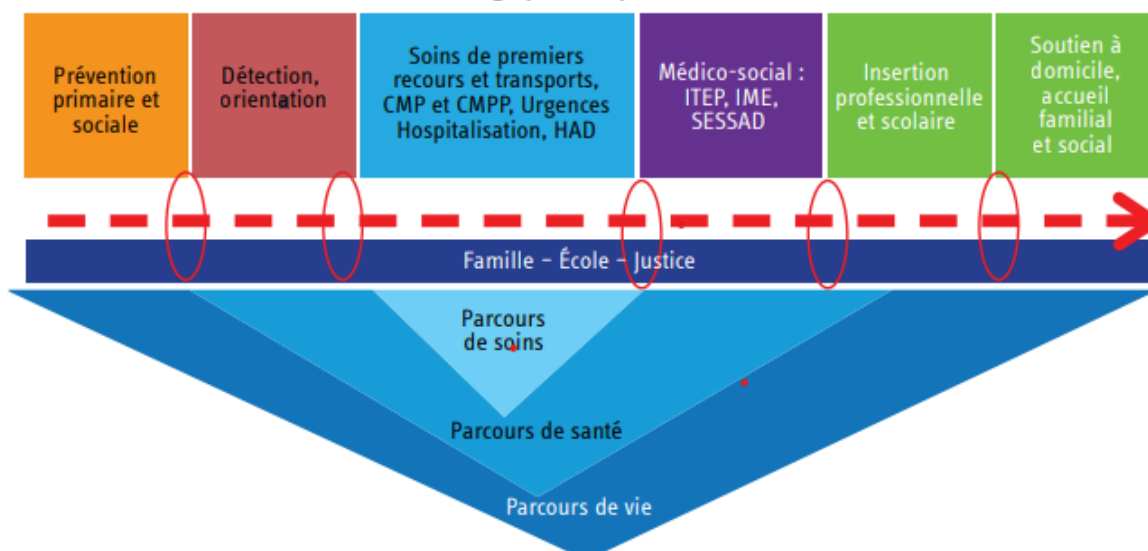 Prévention
primaire et
sociale
Détection,
orientation
Soins de premiers
recours et transports,
CMP et CMPP, Urgences
Hospitalisation, HAD
Médico-social :
ITEP, IME,
SESSAD
Insertion
professionnelle
et scolaire
Soutien à
domicile,
accueil
familial
et social
Famille – École – Justice
Parcours
de soins
Parcours de santé
Parcours de vie